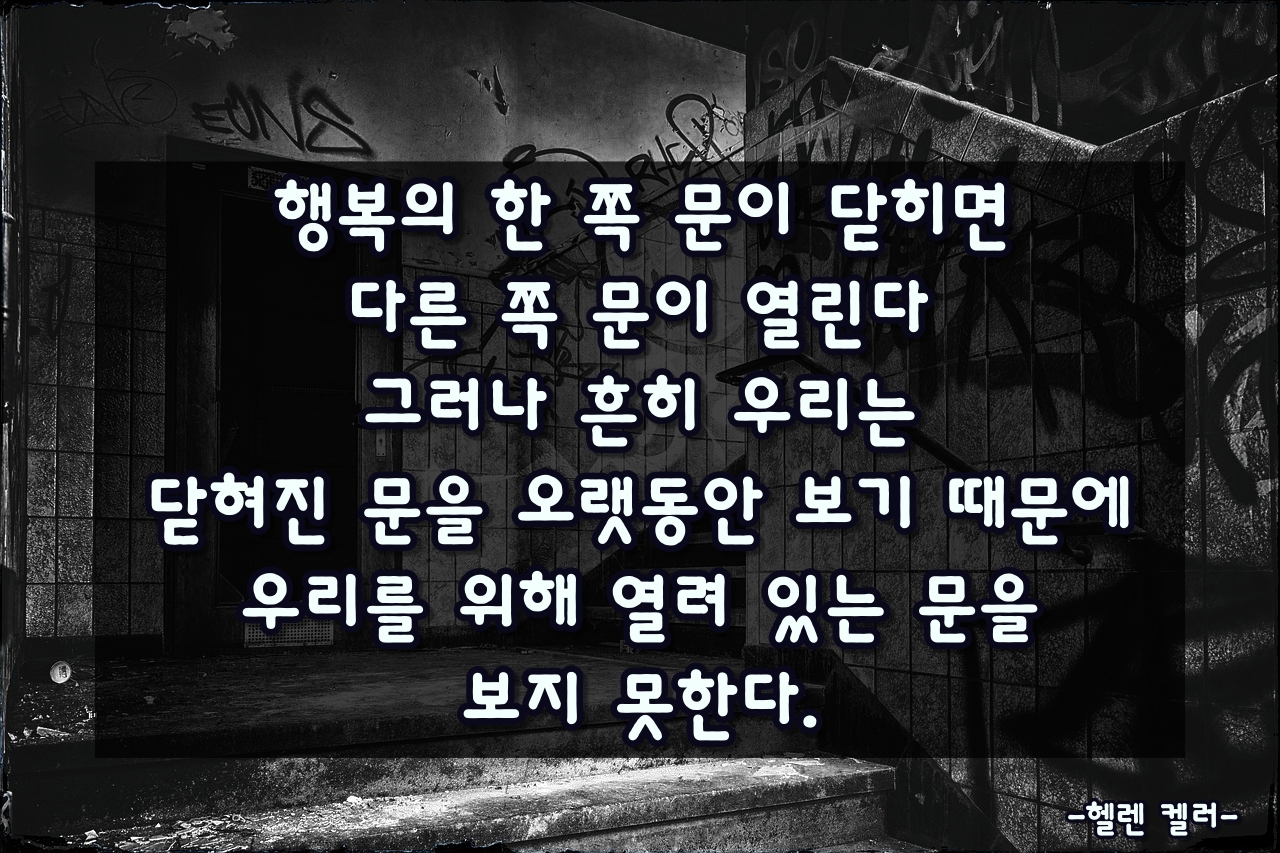 EONS
행복의 한 쪽 문이 닫히면
다른 쪽 문이 열린다
그러나 흔히 우리는
닫혀진 문을 오랫동안 보기 때문에
우리를 위해 열려 있는 문을
보지 못한다.
-헬렌 켈러-